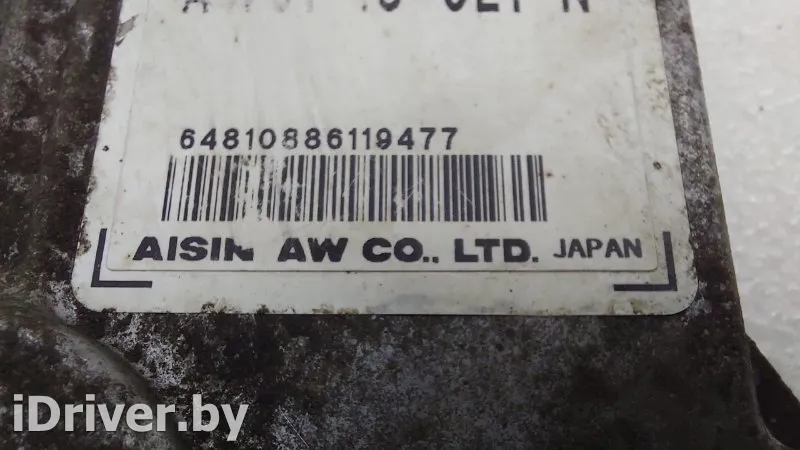 64810886119477
AISIN AW CO., LTD. JAPAN
iDriver.by